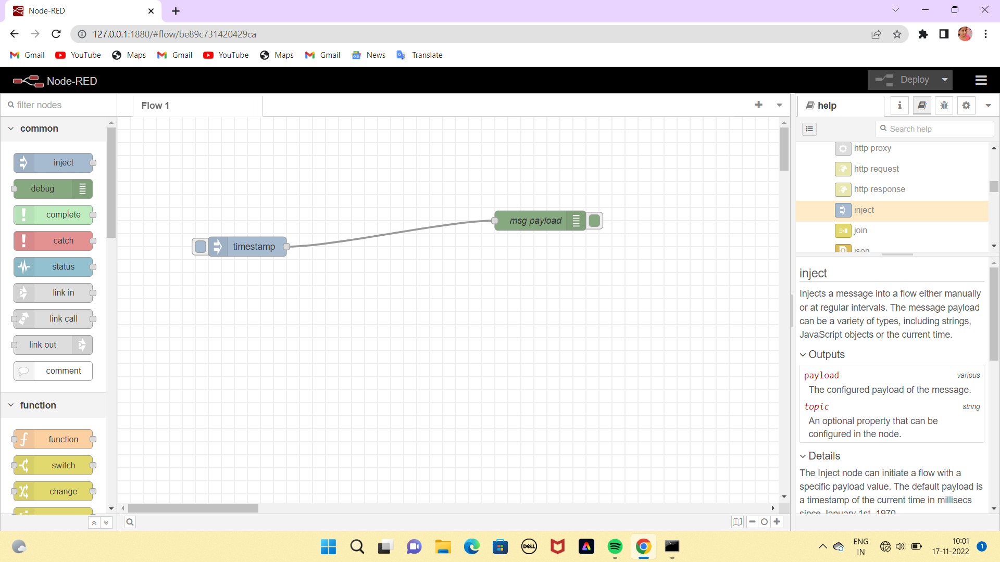 Node-RED
127.0.0.1:1880/#flow/be89c731420429ca
Gmail YouTube Maps Gmail YouTube Maps Gmail News Translate
Node-RED Deploy
filter nodes
Flow 1
help
Search help
common
inject
debug
complete
catch
status
link in
link call
link out
comment
function
function
switch
change
timestamp
msg payload
http proxy
http request
http response
inject
join
json
inject
Injects a message into a flow either manually
or at regular intervals. The message payload
can be a variety of types, including strings,
JavaScript objects or the current time.
Outputs
payload various
The configured payload of the message.
topic string
An optional property that can be
configured in the node.
Details
The Inject node can initiate a flow with a
specific payload value. The default payload is
a timestamp of the current time in millisecs
since January 1st, 1970
DELL
ENG
IN
10:01
17-11-2022
1